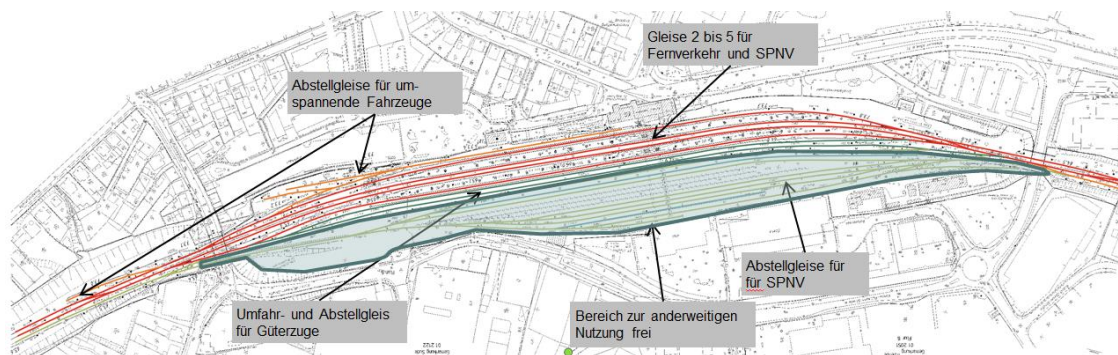 Gleise 2 bis 5 für
Fernverkehr und SPNV
Abstellgleise für um-
spannende Fahrzeuge
Abstellgleise für
für SPNV
Umfahr- und Abstellgleis
für Güterzuge
Bereich zur anderweitigen
Nutzung frei